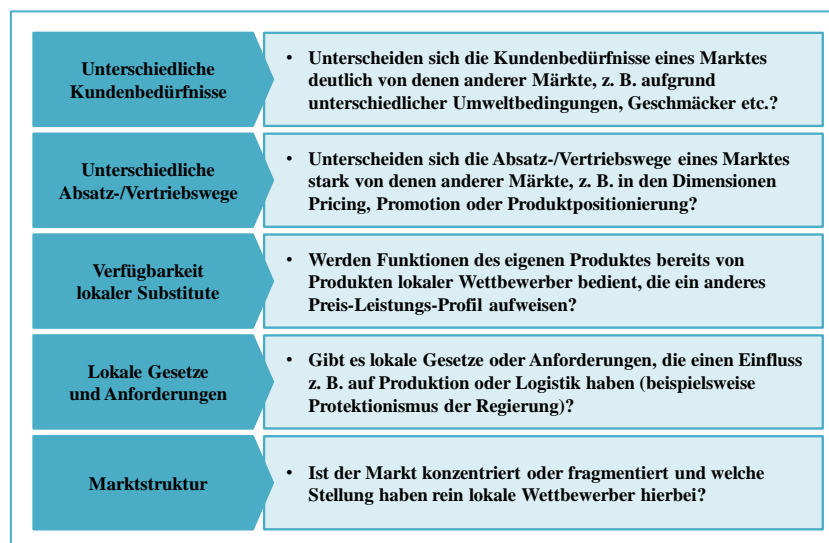 Unterschiedliche
Kundenbedürfnisse
• Unterscheiden sich die Kundenbedürfnisse eines Marktes
deutlich von denen anderer Märkte, z. B. aufgrund
unterschiedlicher Umweltbedingungen, Geschmäcker etc.?
Unterschiedliche
Absatz-/Vertriebswege
• Unterscheiden sich die Absatz-/Vertriebswege eines Marktes
stark von denen anderer Märkte, z. B. in den Dimensionen
Pricing, Promotion oder Produktpositionierung?
Verfügbarkeit
lokaler Substitute
• Werden Funktionen des eigenen Produktes bereits von
Produkten lokaler Wettbewerber bedient, die ein anderes
Preis-Leistungs-Profil aufweisen?
Lokale Gesetze
und Anforderungen
• Gibt es lokale Gesetze oder Anforderungen, die einen Einfluss
z. B. auf Produktion oder Logistik haben (beispielsweise
Protektionismus der Regierung)?
Marktstruktur
• Ist der Markt konzentriert oder fragmentiert und welche
Stellung haben rein lokale Wettbewerber hierbei?